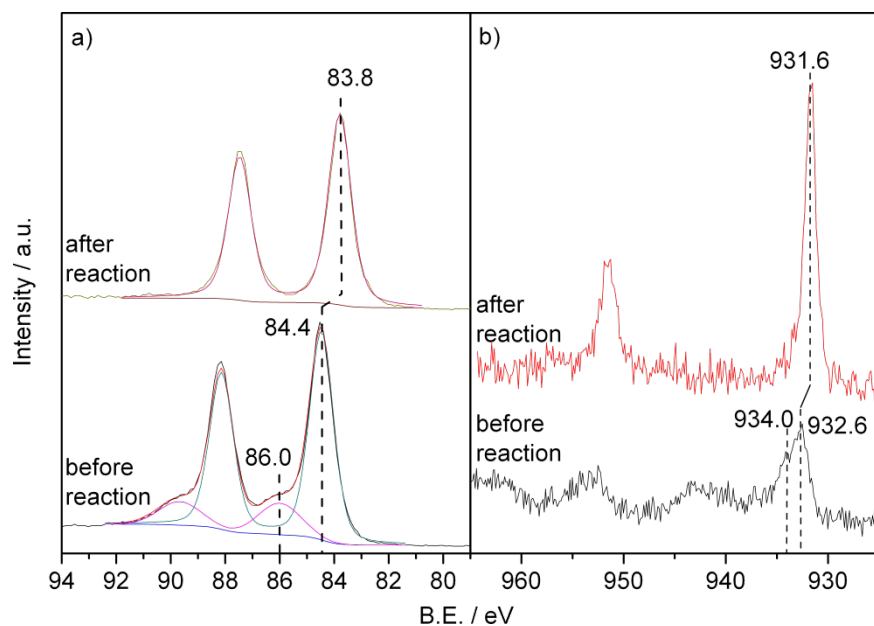 a)
83.8
after
reaction
84.4
before
reaction
86.0
94 92 90 88 86 84 82 80
b)
931.6
after
reaction
934.0
932.6
before
reaction
960 950 940 930
Intensity / a.u.
B.E. / eV